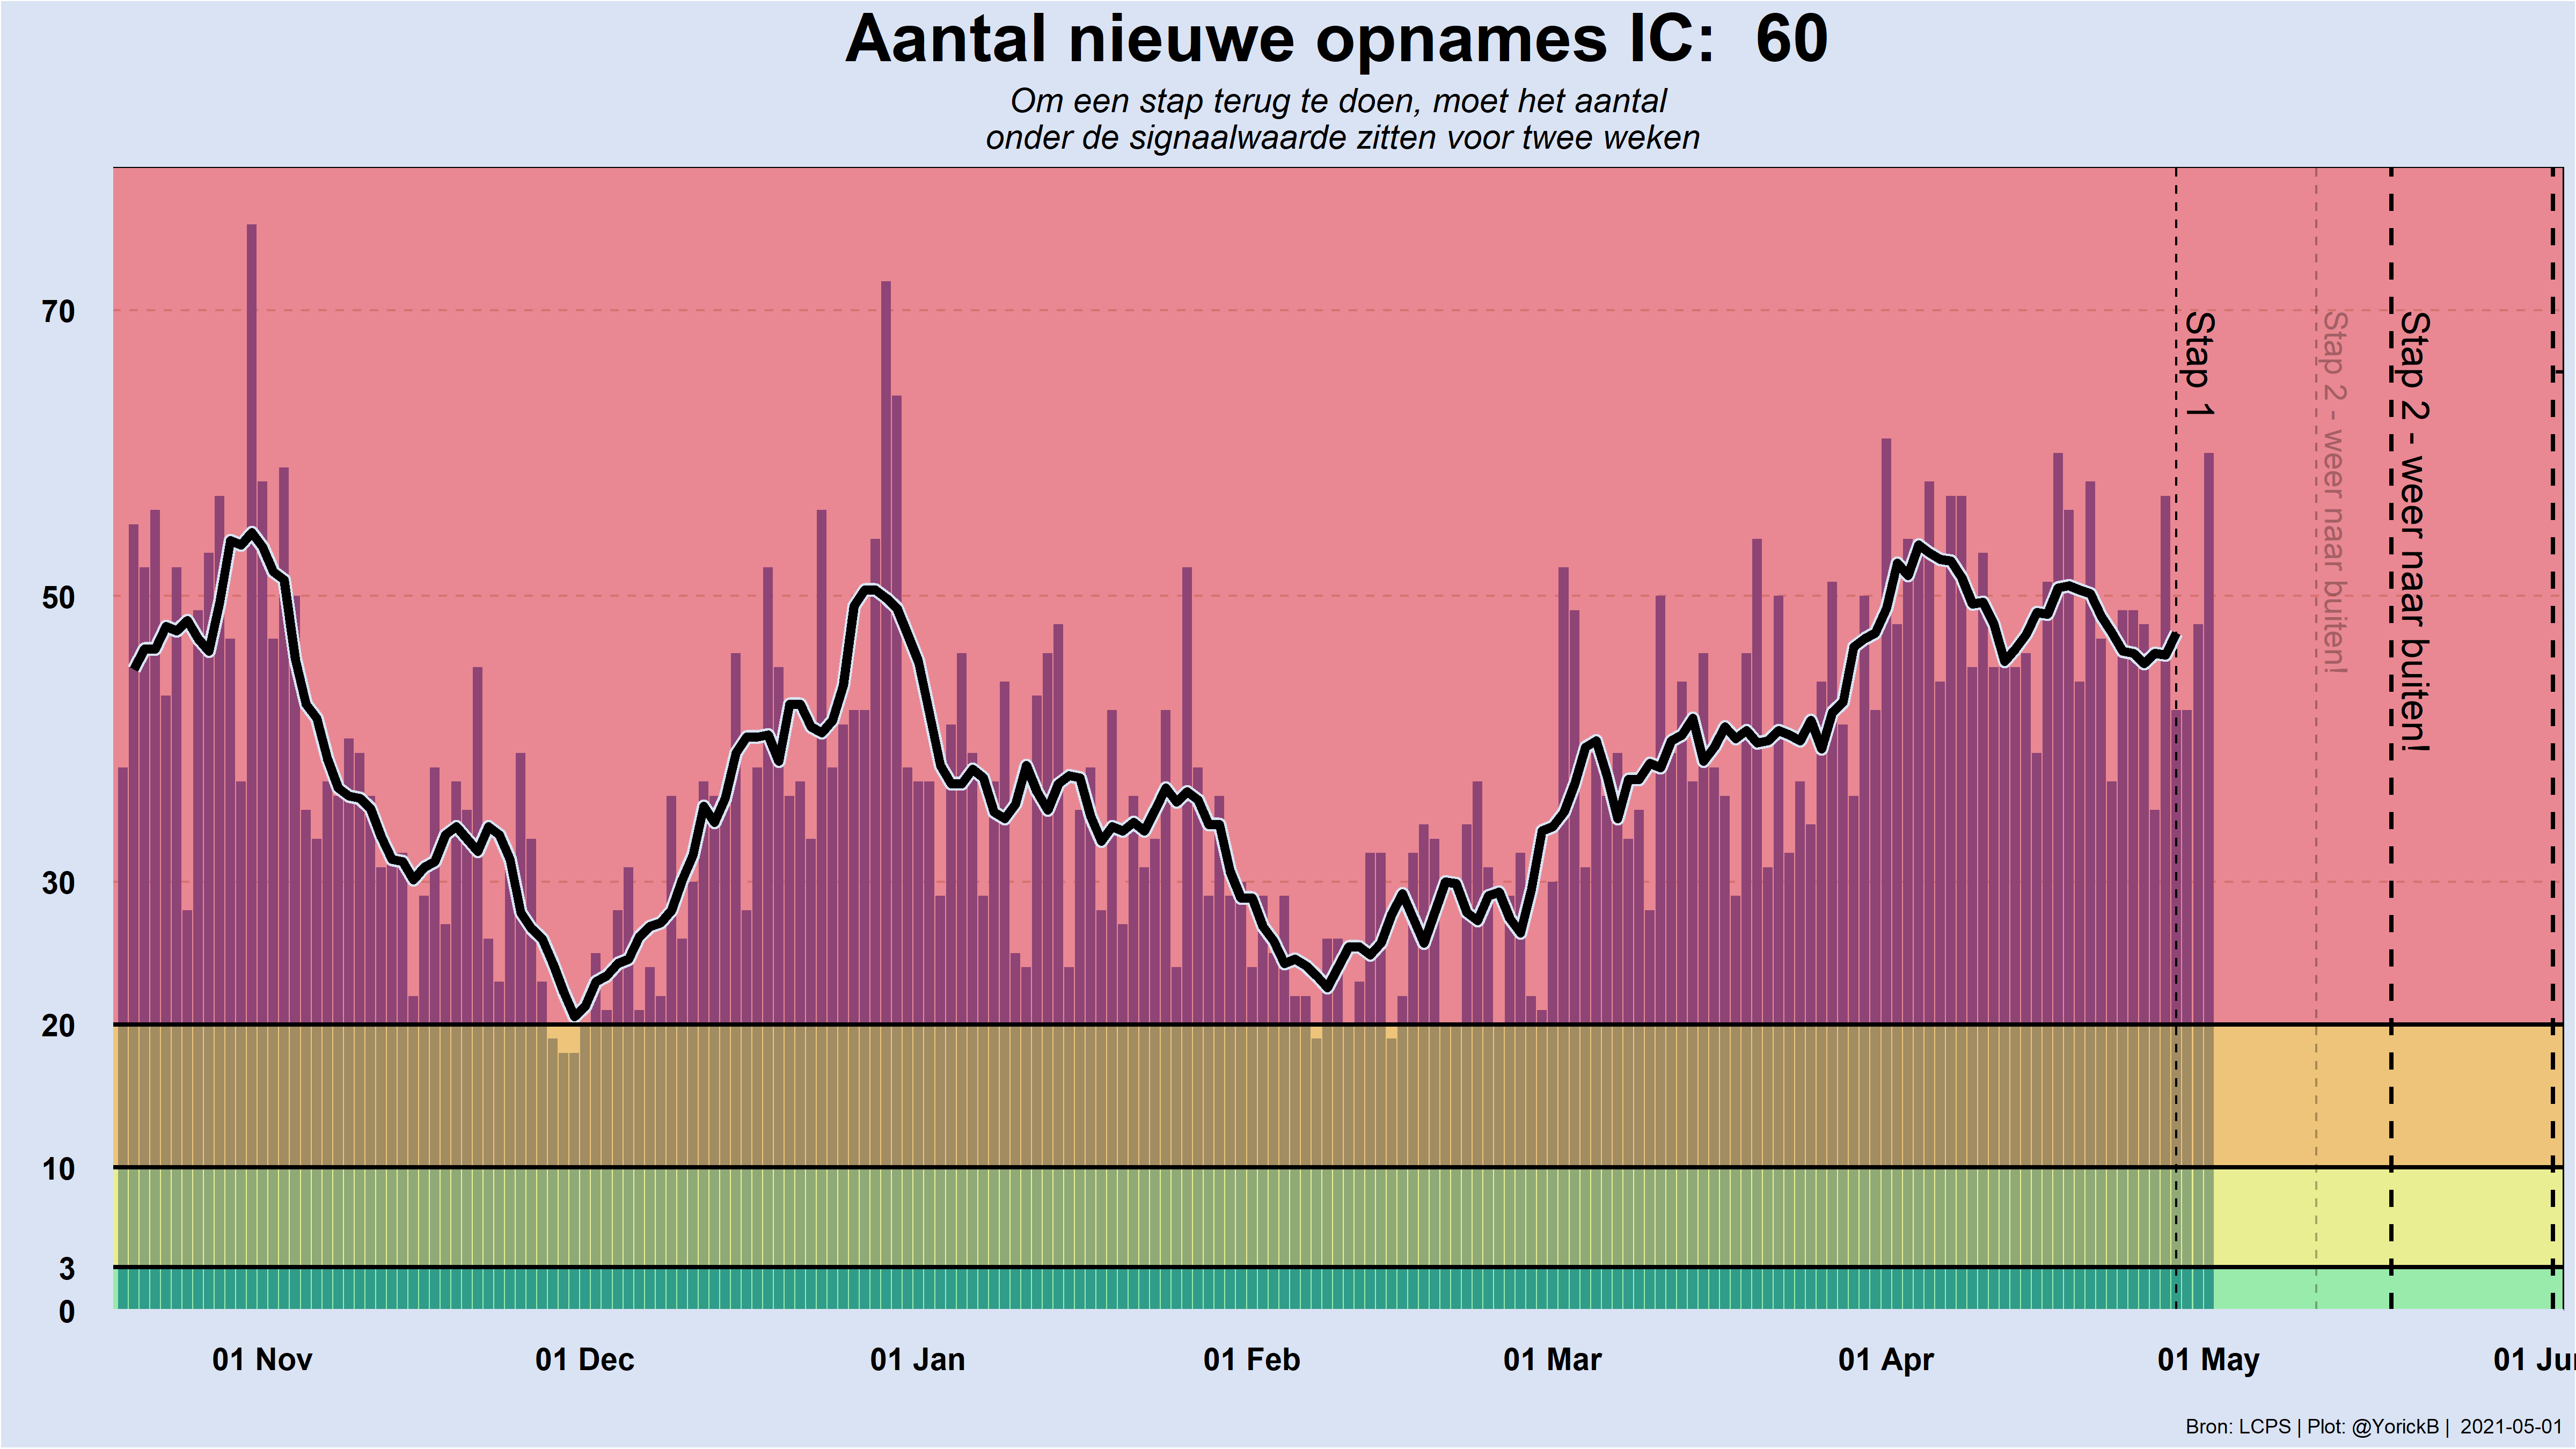 Aantal nieuwe opnames IC:  60
Om een stap terug te doen, moet het aantal
onder de signaalwaarde zitten voor twee weken
70
50
30
20
10
3
0
Stap 1
Stap 2 - weer naar buiten!
Stap 2 - weer naar buiten!
01 Nov
01 Dec
01 Jan
01 Feb
01 Mar
01 Apr
01 May
01 Jun
Bron: LCPS | Plot: @YorickB |  2021-05-01